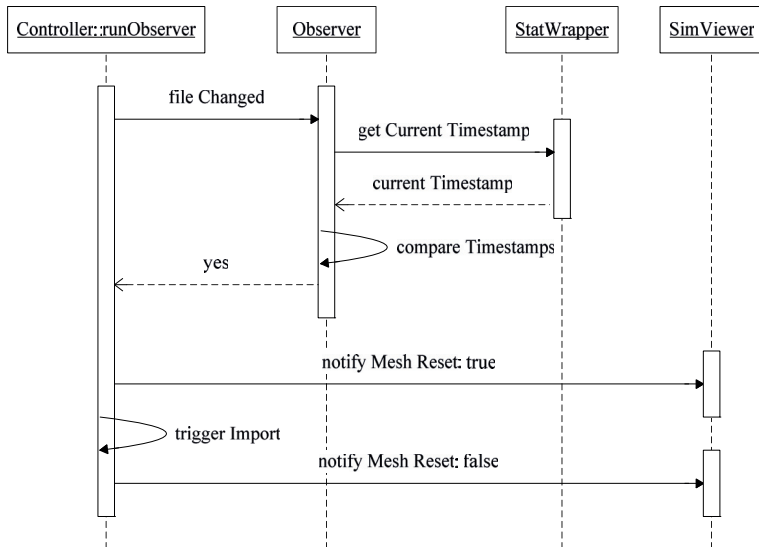 Controller::runObserver
Observer
StatWrapper
SimViewer
file Changed
get Current Timestamp
current Timestamp
compare Timestamps
yes
notify Mesh Reset: true
trigger Import
notify Mesh Reset: false